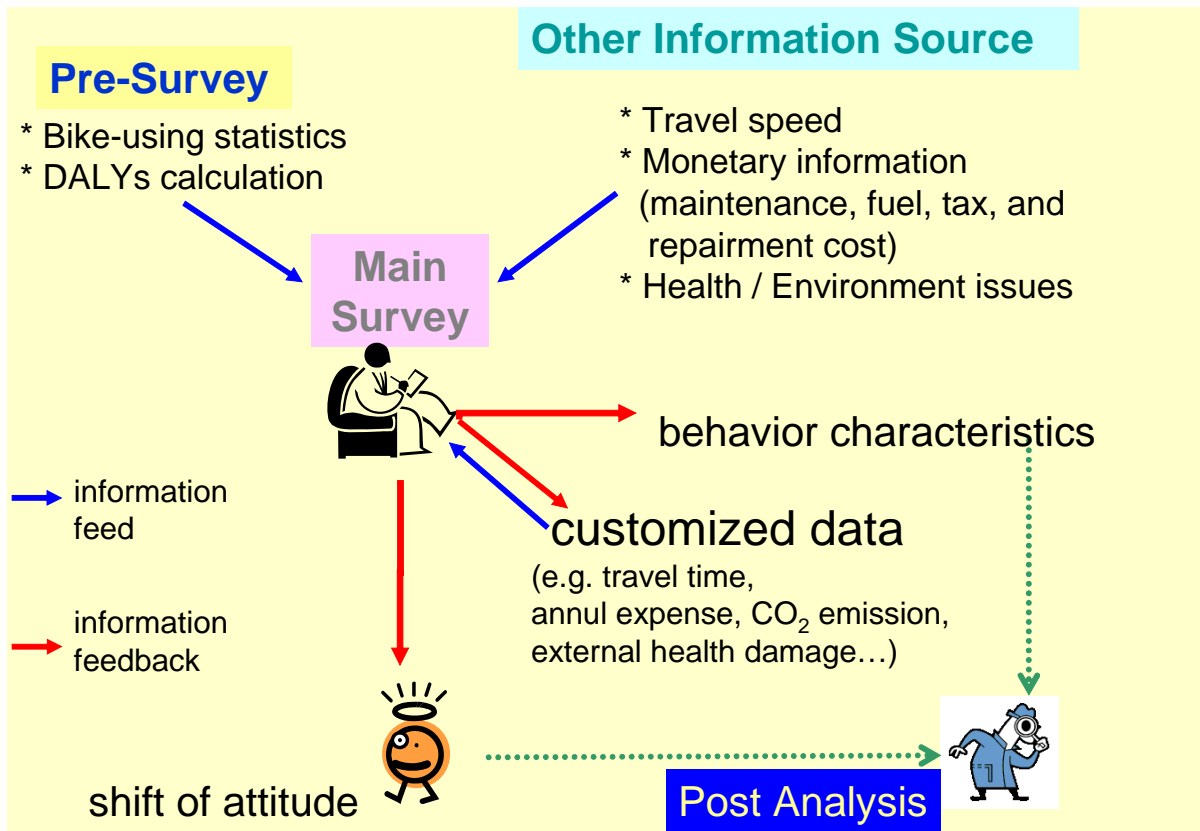 Other Information Source
Pre-Survey
* Bike-using statistics
* DALYs calculation
* Travel speed
* Monetary information
(maintenance, fuel, tax, and
repairment cost)
* Health / Environment issues
Main
Survey
behavior characteristics
information
feed
customized data
(e.g. travel time,
annul expense, CO₂ emission,
external health damage…)
information
feedback
shift of attitude
Post Analysis